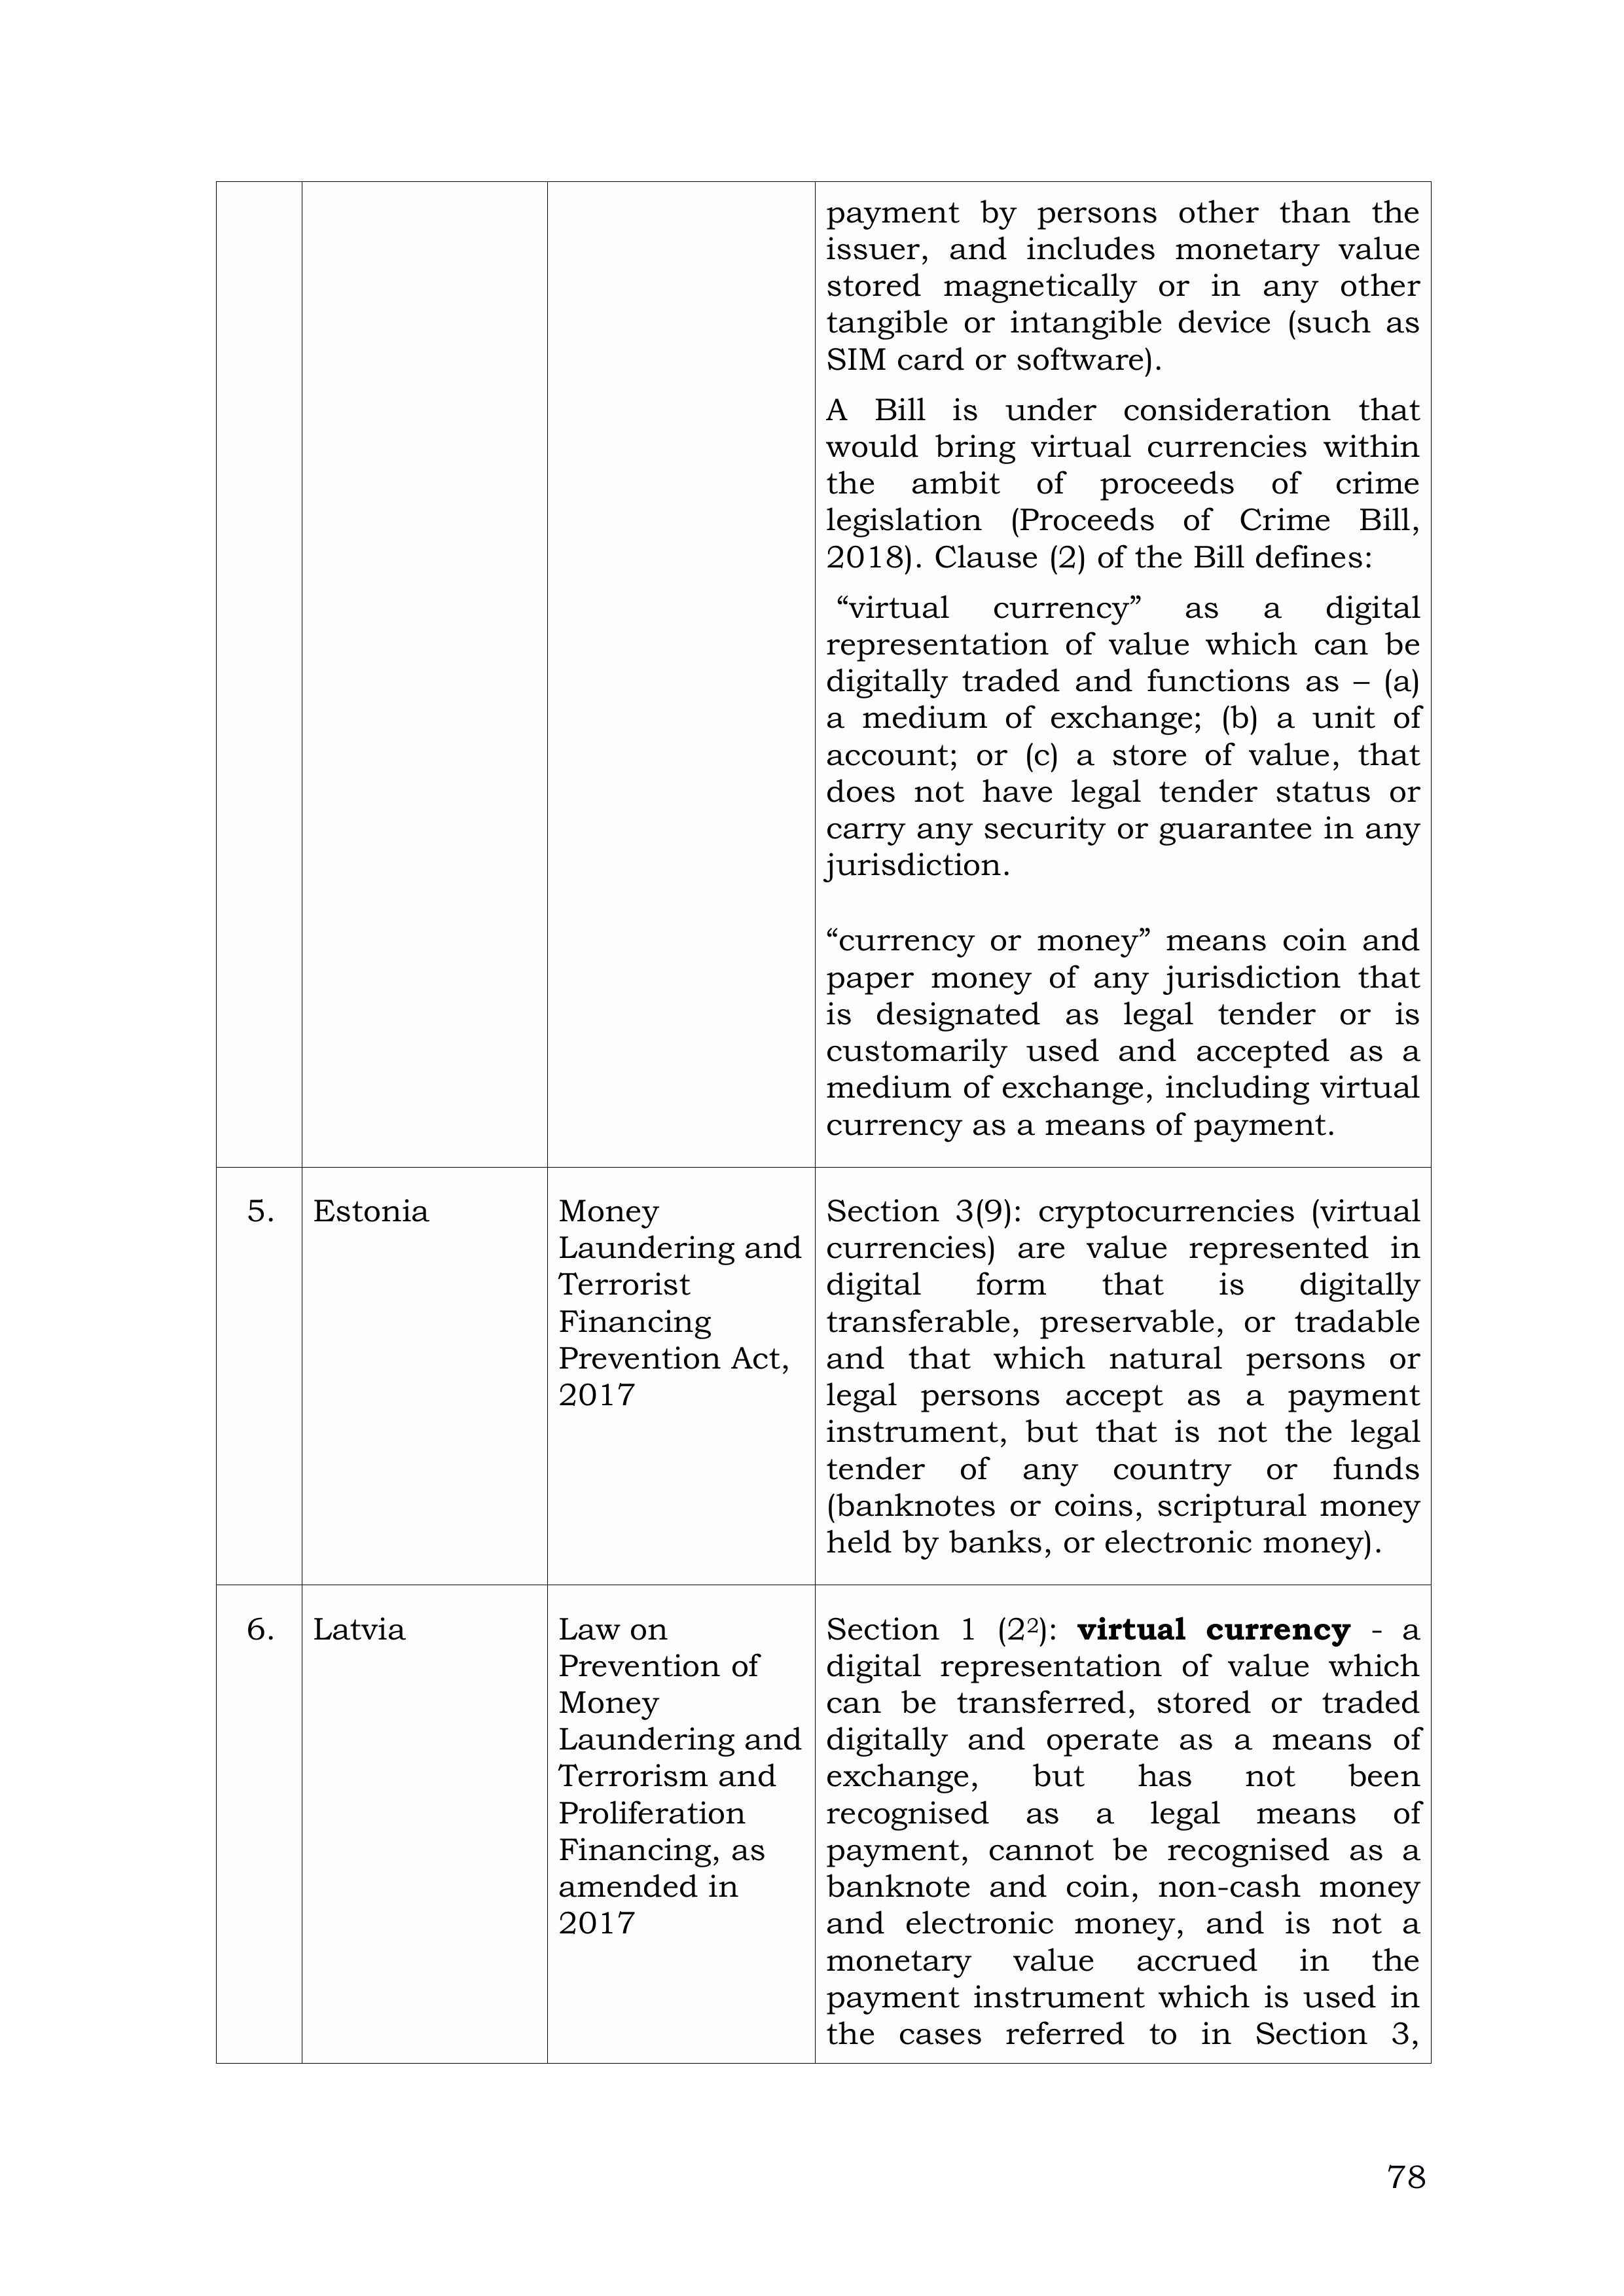 payment by persons other than the
issuer, and includes monetary value
stored magnetically or in any other
tangible or intangible device (such as
SIM card or software).
A Bill is under consideration that
would bring virtual currencies within
the ambit of proceeds of crime
legislation (Proceeds of Crime Bill,
2018). Clause (2) of the Bill defines:
“virtual currency” as a digital
representation of value which can be
digitally traded and functions as – (a)
a medium of exchange; (b) a unit of
account; or (c) a store of value, that
does not have legal tender status or
carry any security or guarantee in any
jurisdiction.
“currency or money” means coin and
paper money of any jurisdiction that
is designated as legal tender or is
customarily used and accepted as a
medium of exchange, including virtual
currency as a means of payment.
5.
Estonia
Money
Laundering and
Terrorist
Financing
Prevention Act,
2017
Section 3(9): cryptocurrencies (virtual
currencies) are value represented in
digital form that is digitally
transferable, preservable, or tradable
and that which natural persons or
legal persons accept as a payment
instrument, but that is not the legal
tender of any country or funds
(banknotes or coins, scriptural money
held by banks, or electronic money).
6.
Latvia
Law on
Prevention of
Money
Laundering and
Terrorism and
Proliferation
Financing, as
amended in
2017
Section 1 (2²): virtual currency - a
digital representation of value which
can be transferred, stored or traded
digitally and operate as a means of
exchange, but has not been
recognised as a legal means of
payment, cannot be recognised as a
banknote and coin, non-cash money
and electronic money, and is not a
monetary value accrued in the
payment instrument which is used in
the cases referred to in Section 3,
78